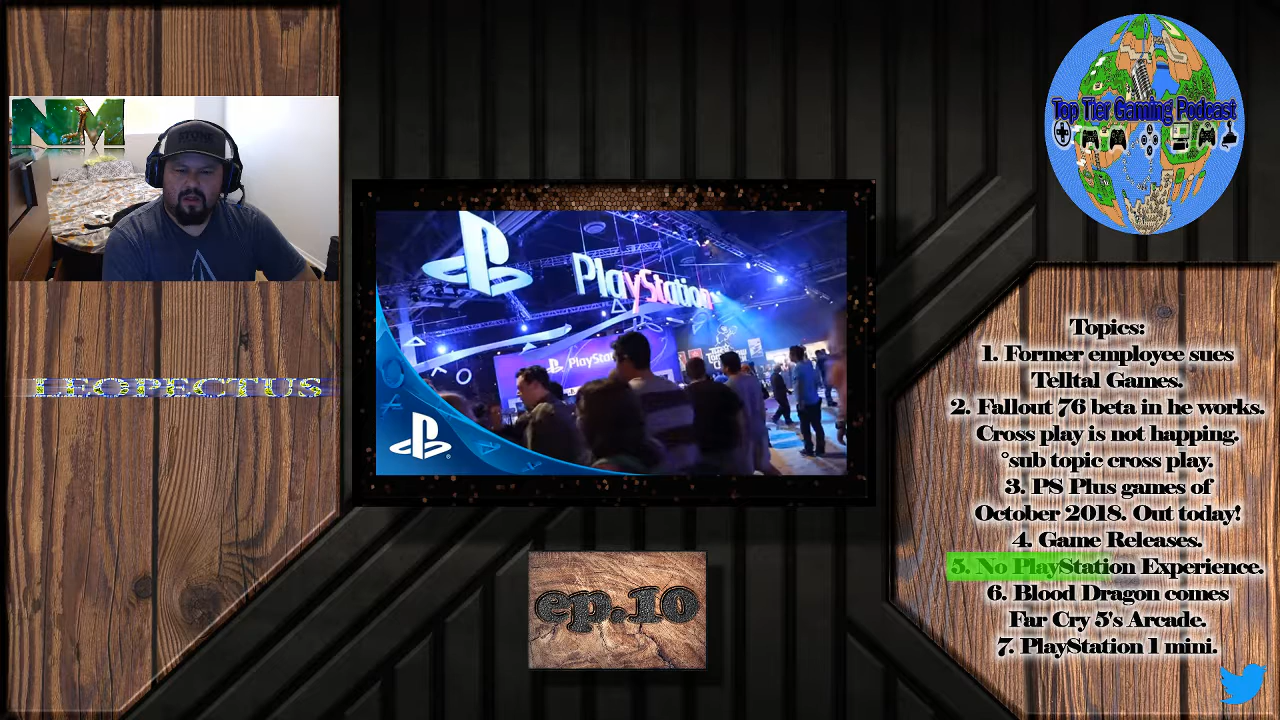 NM
STONE
LEOPECTUS
PlayStation
PlaySta
ep.10
Top Tier Gaming Podcast
Topics:
1. Former employee sues
Telltal Games.
2. Fallout 76 beta in he works.
Cross play is not happing.
°sub topic cross play.
3. PS Plus games of
October 2018. Out today!
4. Game Releases.
5. No PlayStation Experience.
6. Blood Dragon comes
Far Cry 5's Arcade.
7. PlayStation 1 mini.